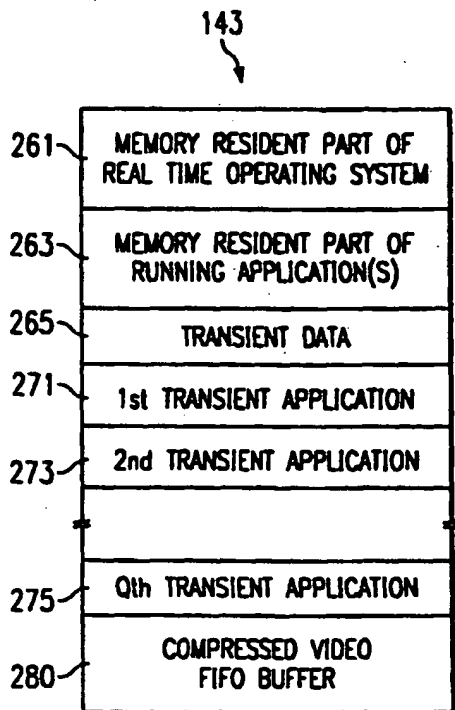 143
261
MEMORY RESIDENT PART OF
REAL TIME OPERATING SYSTEM
263
MEMORY RESIDENT PART OF
RUNNING APPLICATION(S)
265
TRANSIENT DATA
271
1st TRANSIENT APPLICATION
273
2nd TRANSIENT APPLICATION
275
Qth TRANSIENT APPLICATION
280
COMPRESSED VIDEO
FIFO BUFFER